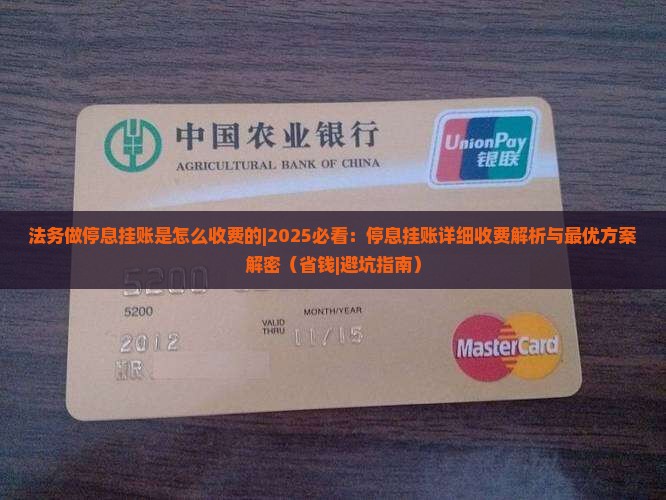 中国农业银行
AGRICULTURAL BANK OF CHINA
UnionPay
银联
法务做停息挂账是怎么收费的|2025必看：停息挂账详细收费解析与最优方案
解密（省钱|避坑指南）
5200
5200
MONTH/YEAR
VALID
THRU
11/15
2012
MR.
MasterCard